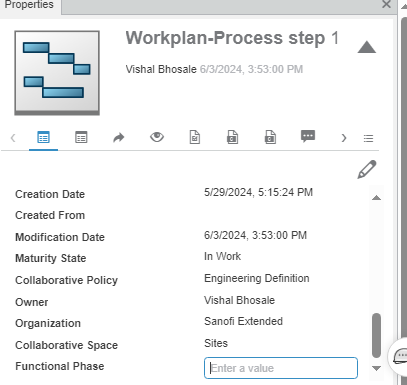 Properties
Workplan-Process step 1
Vishal Bhosale 6/3/2024, 3:53:00 PM
Creation Date 5/29/2024, 5:15:24 PM
Created From
Modification Date 6/3/2024, 3:53:00 PM
Maturity State In Work
Collaborative Policy Engineering Definition
Owner Vishal Bhosale
Organization Sanofi Extended
Collaborative Space Sites
Functional Phase Enter a value